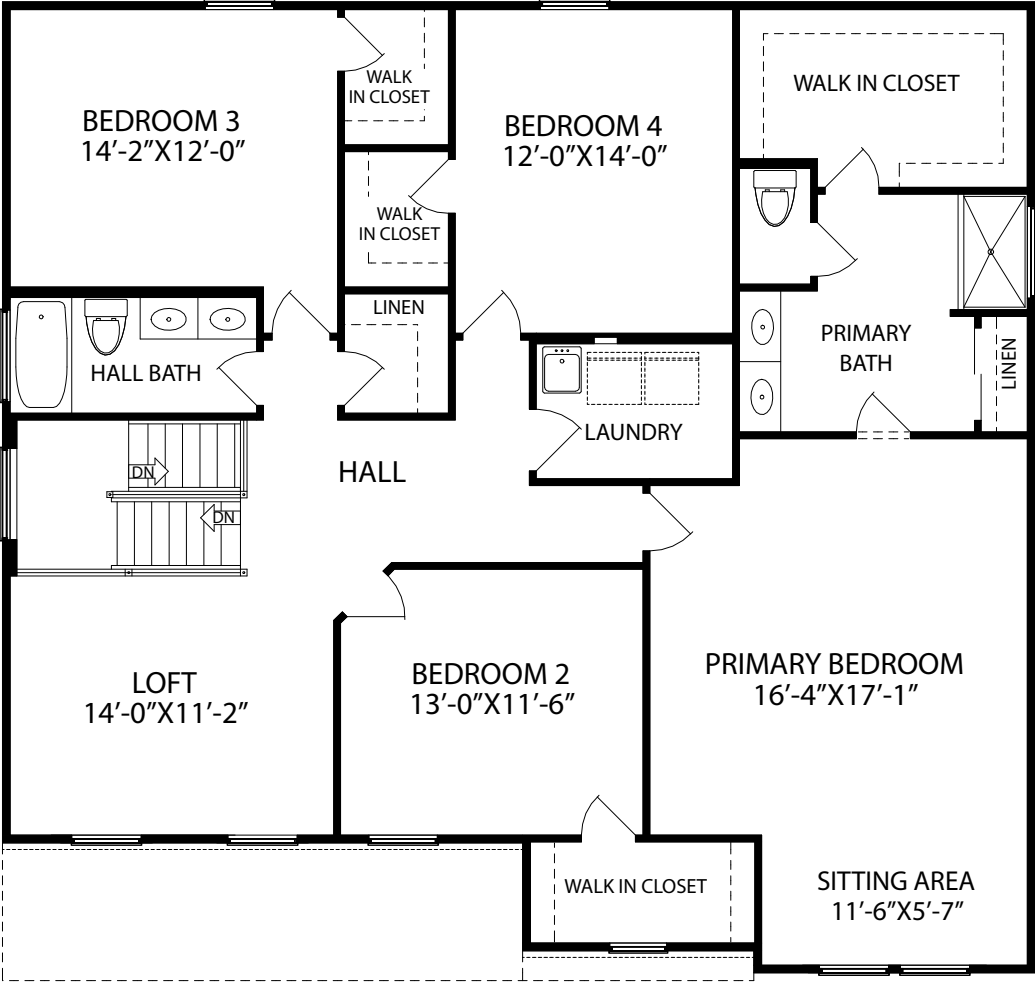 WALK
IN CLOSET
WALK IN CLOSET
BEDROOM 3
14’-2”X12’-0”
BEDROOM 4
12’-0”X14’-0”
WALK
IN CLOSET
LINEN
HALL BATH
PRIMARY
BATH
LINEN
LAUNDRY
DN
HALL
DN
LOFT
14’-0”X11’-2”
BEDROOM 2
13’-0”X11’-6”
PRIMARY BEDROOM
16’-4”X17’-1”
WALK IN CLOSET
SITTING AREA
11’-6”X5’-7”